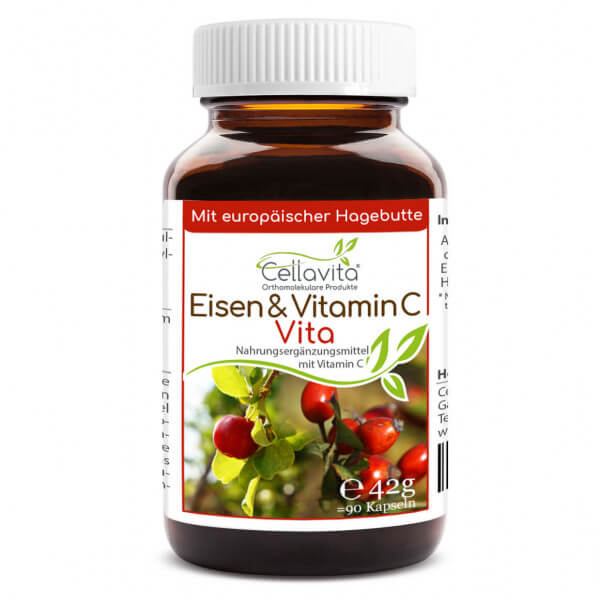 Mit europäischer Hagebutte
Cellavita®
Orthomolekulare Produkte
Eisen & Vitamin C
Vita
Nahrungsergänzungsmittel
mit Vitamin C
℮ 42g
=90 Kapseln